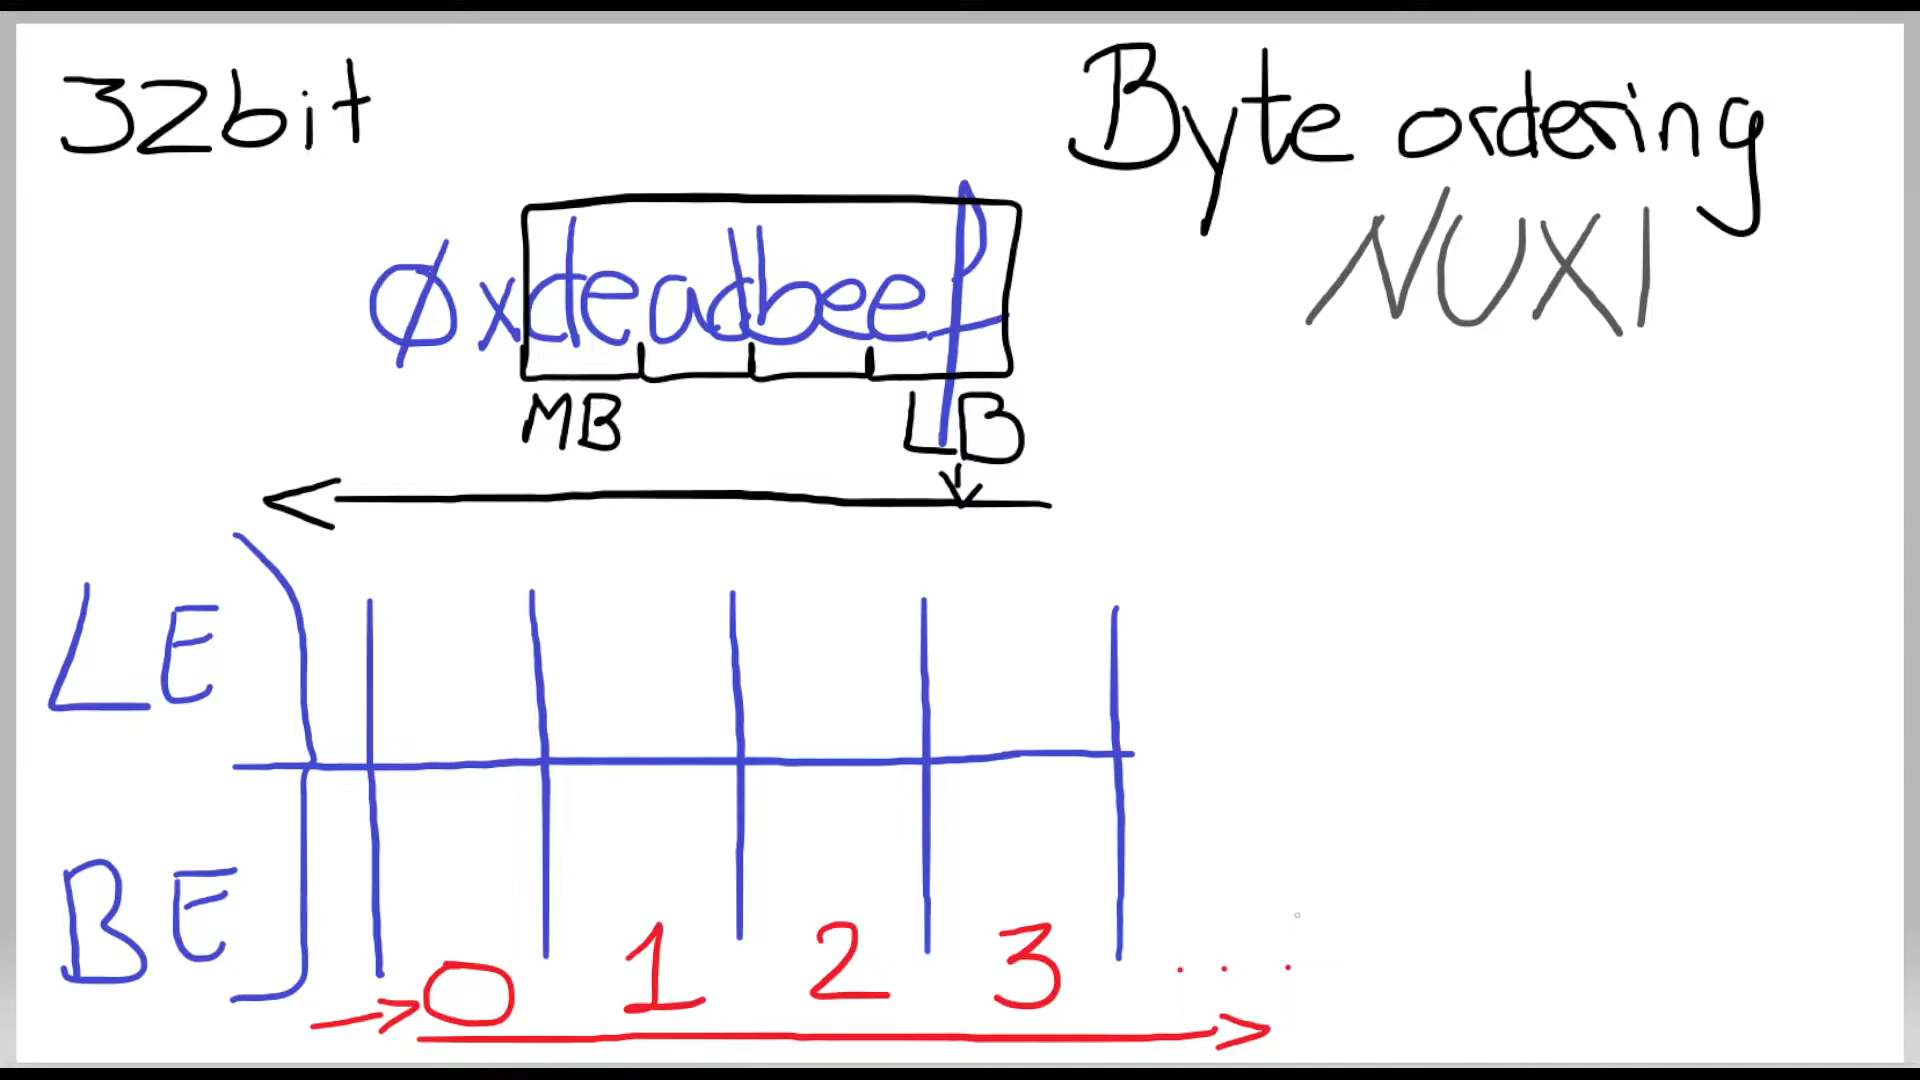 32bit
Byte ordering
NUXI
0xdeadbeef
MB LB
LE
BE
0 1 2 3 . . .